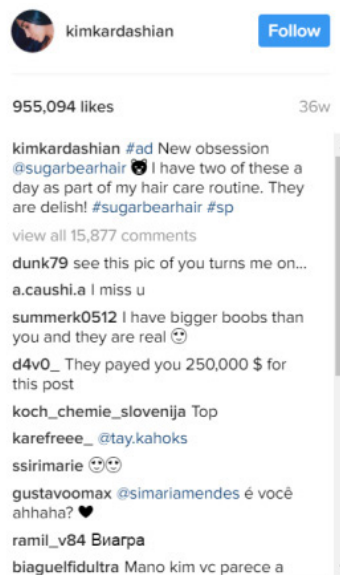 kimkardashian
Follow
955,094 likes
36w
kimkardashian #ad New obsession
@sugarbearhair 🐻 I have two of these a
day as part of my hair care routine. They
are delish! #sugarbearhair #sp
view all 15,877 comments
dunk79 see this pic of you turns me on...
a.caushi.a I miss u
summerk0512 I have bigger boobs than
you and they are real 🙄
d4v0_ They payed you 250,000 $ for
this post
koch_chemie_slovenija Top
karefreee_ @tay.kahoks
ssirimarie 🙄🙄
gustavoomax @simariamendes é você
ahhaha? ♥
ramil_v84 Виагра
biaguelfidultra Mano kim vc parece a